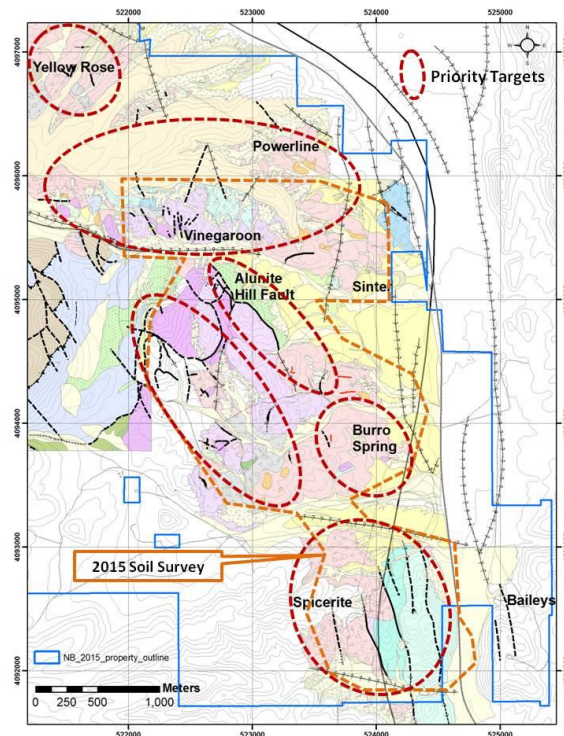 522000
523000
524000
525000
N
W
E
S
4097000
Yellow Rose
Priority Targets
Powerline
4096000
Vinegaroon
Alunite
Hill Fault
Sinter
4095000
4094000
Burro
Spring
4093000
2015 Soil Survey
Spicerite
Baileys
NB_2015_property_outline
4092000
Meters
0 250 500 1,000
522000
523000
524000
525000